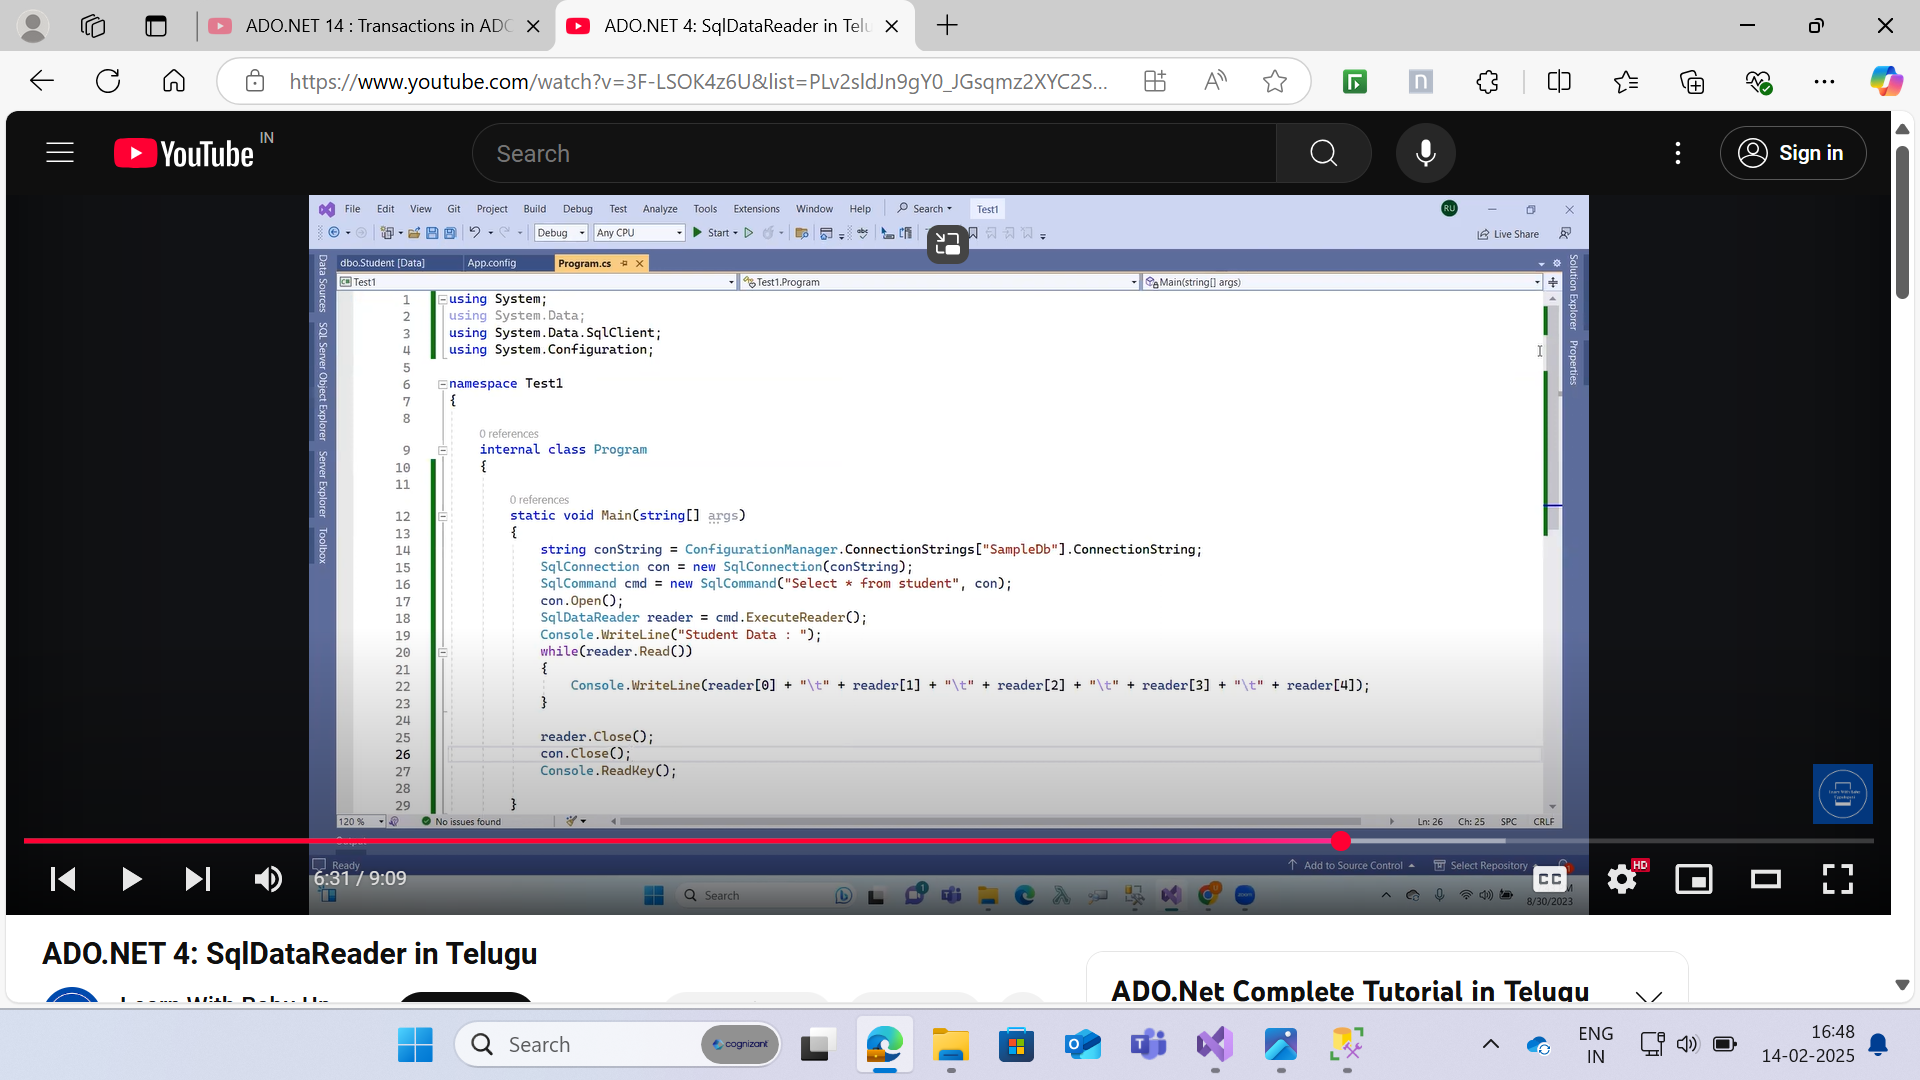 ADO.NET 14 : Transactions in ADO
ADO.NET 4: SqlDataReader in Telu
https://www.youtube.com/watch?v=3F-LSOK4z6U&list=PLv2sldJn9gY0_JGsqmz2XYC2S...
YouTube IN
Search
Sign in
File Edit View Git Project Build Debug Test Analyze Tools Extensions Window Help Search Test1 RU
Debug Any CPU Start Live Share
dbo.Student [Data] App.config Program.cs
Test1 Test1.Program Main(string[] args)
Data Sources
SQL Server Object Explorer
Server Explorer
Toolbox
Solution Explorer
Properties
1 using System;
2 using System.Data;
3 using System.Data.SqlClient;
4 using System.Configuration;
5
6 namespace Test1
7 {
8
0 references
9 internal class Program
10 {
11
0 references
12 static void Main(string[] args)
13 {
14 string conString = ConfigurationManager.ConnectionStrings["SampleDb"].ConnectionString;
15 SqlConnection con = new SqlConnection(conString);
16 SqlCommand cmd = new SqlCommand("Select * from student", con);
17 con.Open();
18 SqlDataReader reader = cmd.ExecuteReader();
19 Console.WriteLine("Student Data : ");
20 while(reader.Read())
21 {
22 Console.WriteLine(reader[0] + "\t" + reader[1] + "\t" + reader[2] + "\t" + reader[3] + "\t" + reader[4]);
23 }
24
25 reader.Close();
26 con.Close();
27 Console.ReadKey();
28
29 }
120 % No issues found Ln: 26 Ch: 25 SPC CRLF
Output
Ready Add to Source Control Select Repository
6:31 / 9:09
CC HD
Search
8/30/2023
ADO.NET 4: SqlDataReader in Telugu
Learn With Babu Up
ADO.Net Complete Tutorial in Telugu
Search cognizant
ENG
IN
16:48
14-02-2025